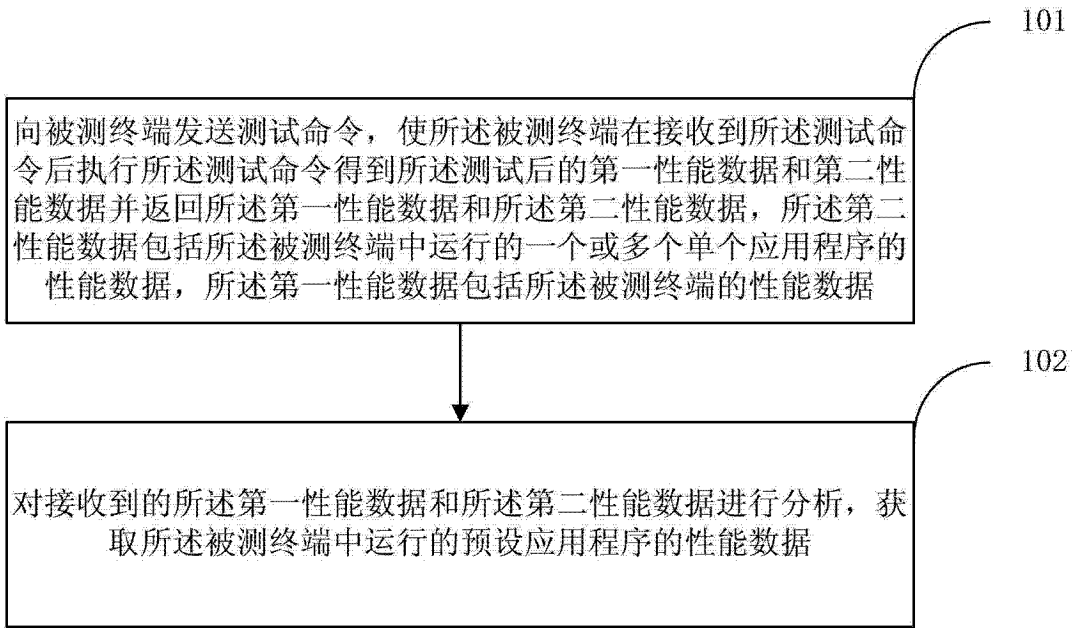 101
向被测终端发送测试命令，使所述被测终端在接收到所述测试命
令后执行所述测试命令得到所述测试后的第一性能数据和第二性
能数据并返回所述第一性能数据和所述第二性能数据，所述第二
性能数据包括所述被测终端中运行的一个或多个单个应用程序的
性能数据，所述第一性能数据包括所述被测终端的性能数据
102
对接收到的所述第一性能数据和所述第二性能数据进行分析，获
取所述被测终端中运行的预设应用程序的性能数据